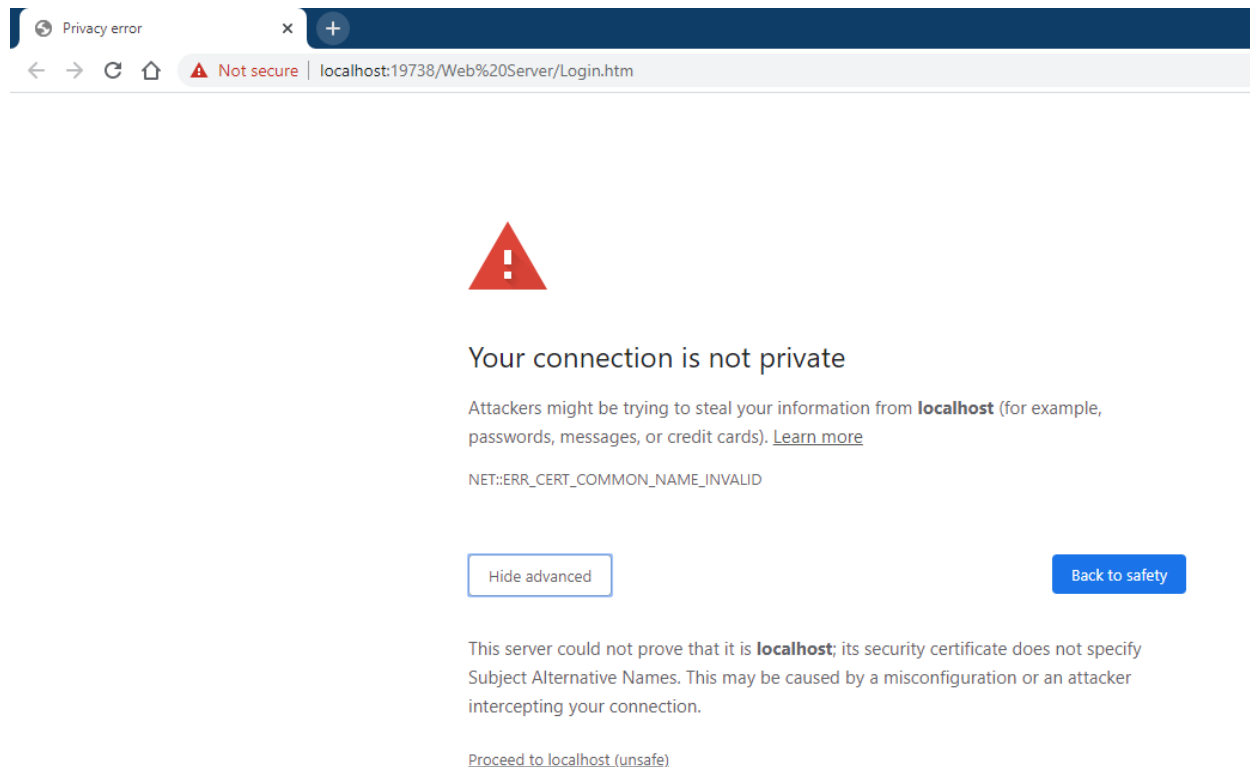 Privacy error
Not secure | localhost:19738/Web%20Server/Login.htm
Your connection is not private
Attackers might be trying to steal your information from localhost (for example,
passwords, messages, or credit cards). Learn more
NET::ERR_CERT_COMMON_NAME_INVALID
Hide advanced
Back to safety
This server could not prove that it is localhost; its security certificate does not specify
Subject Alternative Names. This may be caused by a misconfiguration or an attacker
intercepting your connection.
Proceed to localhost (unsafe)